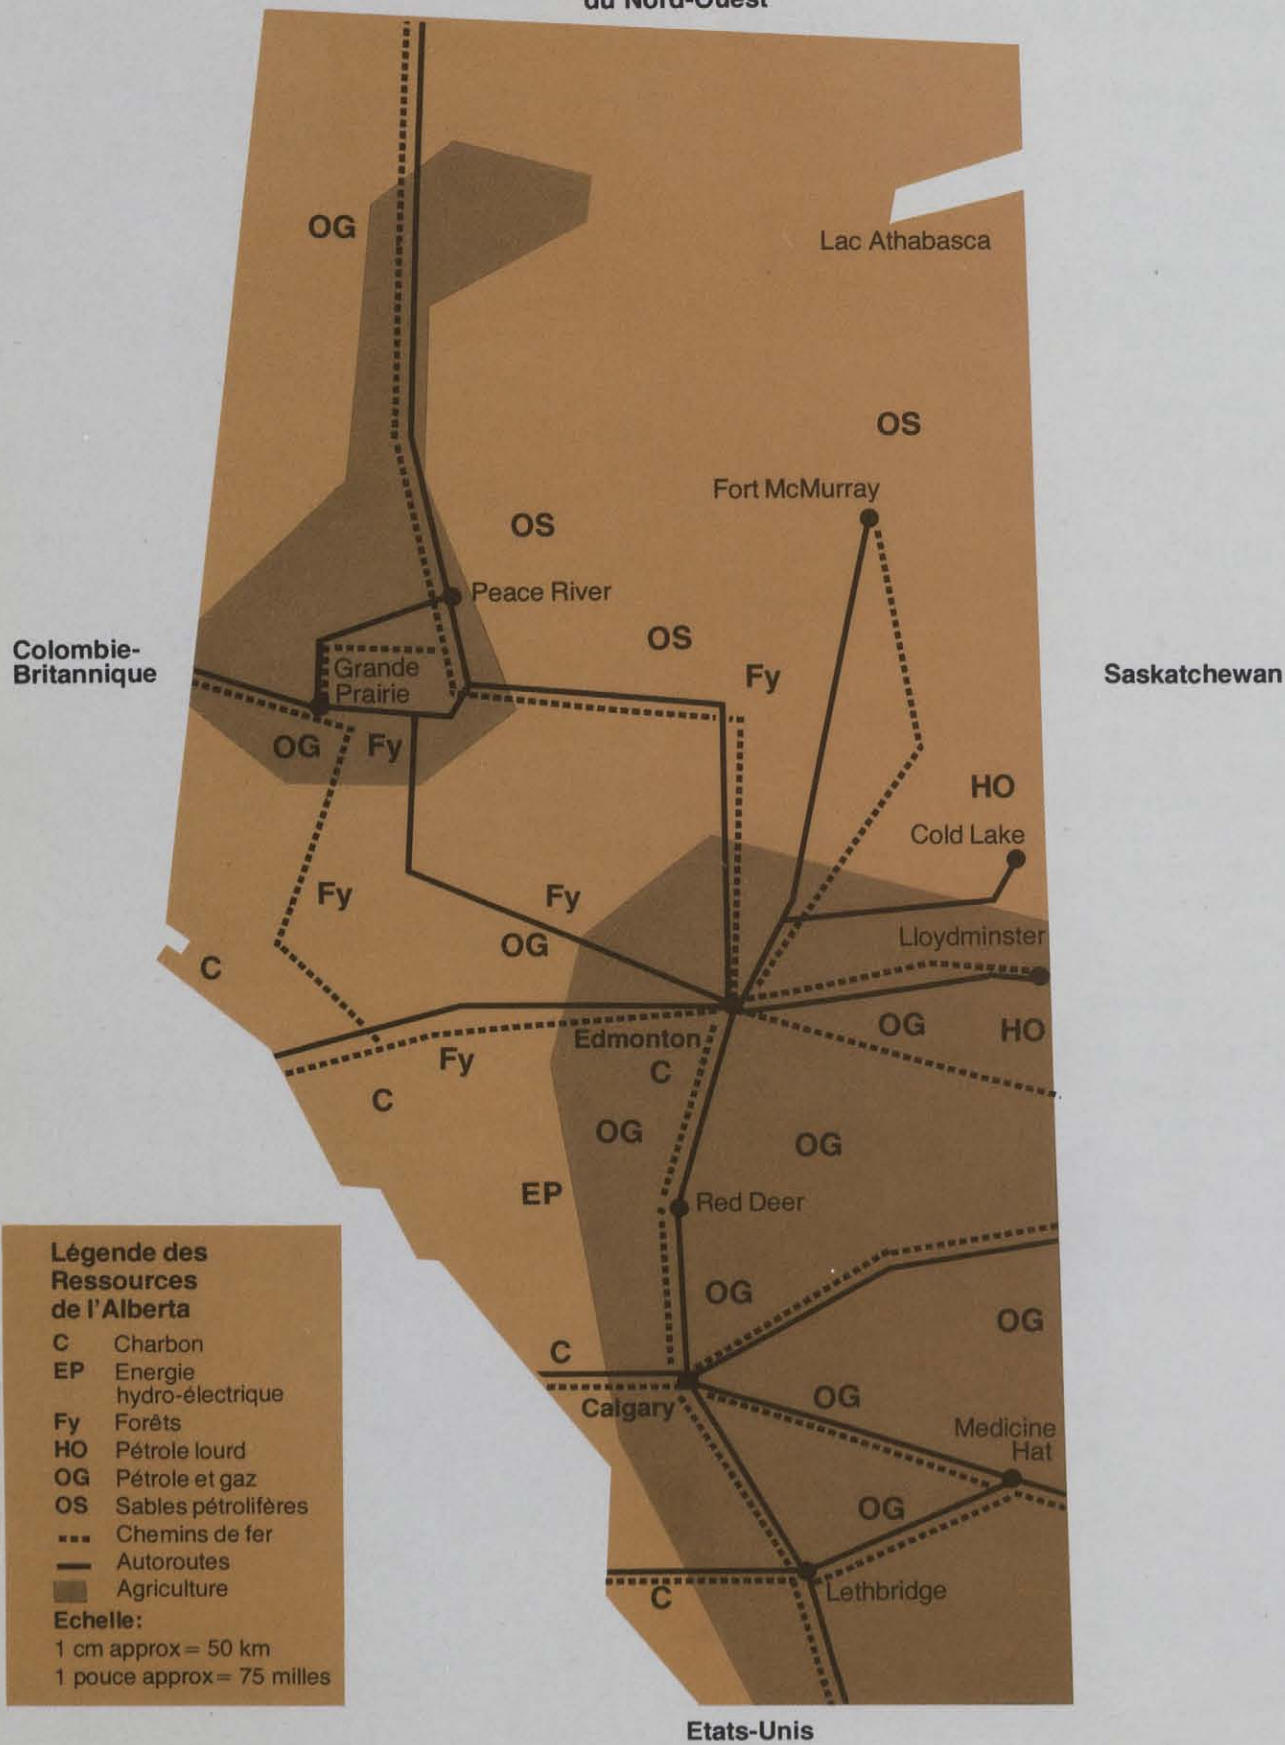 du Nord-Ouest
OG
Lac Athabasca
OS
Fort McMurray
OS
Peace River
OS
Colombie-
Britannique
Grande
Prairie
Fy
Saskatchewan
OG Fy
HO
Cold Lake
Fy
Fy
Lloydminster
OG
C
OG
HO
Edmonton
Fy
C
C
OG
OG
EP
Red Deer
Légende des
Ressources
de l'Alberta
C Charbon
EP Energie
hydro-électrique
Fy Forêts
HO Pétrole lourd
OG Pétrole et gaz
OS Sables pétrolifères
Chemins de fer
Autoroutes
Agriculture
Echelle:
1 cm approx = 50 km
1 pouce approx = 75 milles
OG
OG
C
OG
Calgary
Medicine
Hat
OG
C
Lethbridge
Etats-Unis